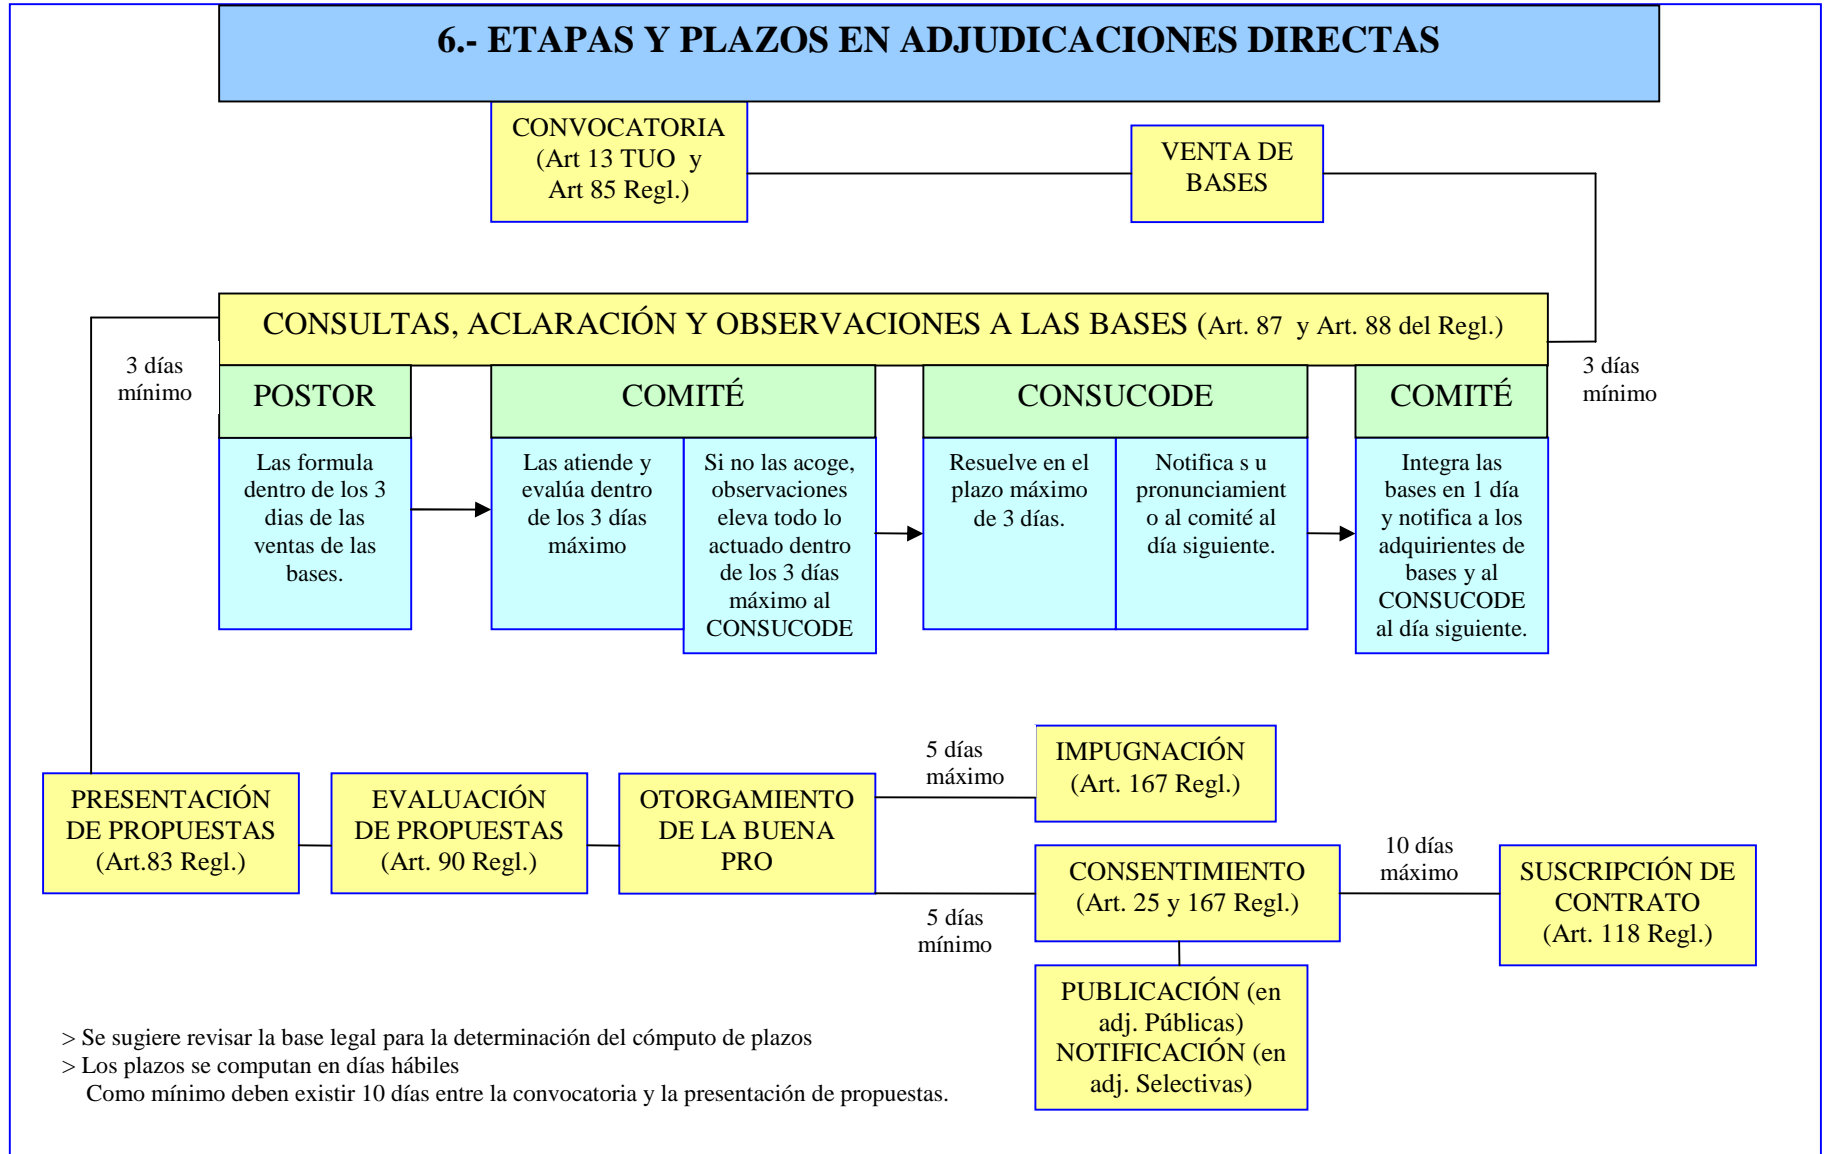 6.- ETAPAS Y PLAZOS EN ADJUDICACIONES DIRECTAS
CONVOCATORIA
(Art 13 TUO y
Art 85 Regl.)
VENTA DE
BASES
CONSULTAS, ACLARACIÓN Y OBSERVACIONES A LAS BASES (Art. 87 y Art. 88 del Regl.)
3 días
mínimo
3 días
mínimo
POSTOR
COMITÉ
CONSUCODE
COMITÉ
Las formula
dentro de los 3
dias de las
ventas de las
bases.
Las atiende y
evalúa dentro
de los 3 días
máximo
Si no las acoge,
observaciones
eleva todo lo
actuado dentro
de los 3 días
máximo al
CONSUCODE
Resuelve en el
plazo máximo
de 3 días.
Notifica s u
pronunciamient
o al comité al
día siguiente.
Integra las
bases en 1 día
y notifica a los
adquirientes de
bases y al
CONSUCODE
al día siguiente.
PRESENTACIÓN
DE PROPUESTAS
(Art.83 Regl.)
EVALUACIÓN
DE PROPUESTAS
(Art. 90 Regl.)
OTORGAMIENTO
DE LA BUENA
PRO
5 días
máximo
IMPUGNACIÓN
(Art. 167 Regl.)
5 días
mínimo
CONSENTIMIENTO
(Art. 25 y 167 Regl.)
10 días
máximo
SUSCRIPCIÓN DE
CONTRATO
(Art. 118 Regl.)
PUBLICACIÓN (en
adj. Públicas)
NOTIFICACIÓN (en
adj. Selectivas)
> Se sugiere revisar la base legal para la determinación del cómputo de plazos
> Los plazos se computan en días hábiles
Como mínimo deben existir 10 días entre la convocatoria y la presentación de propuestas.